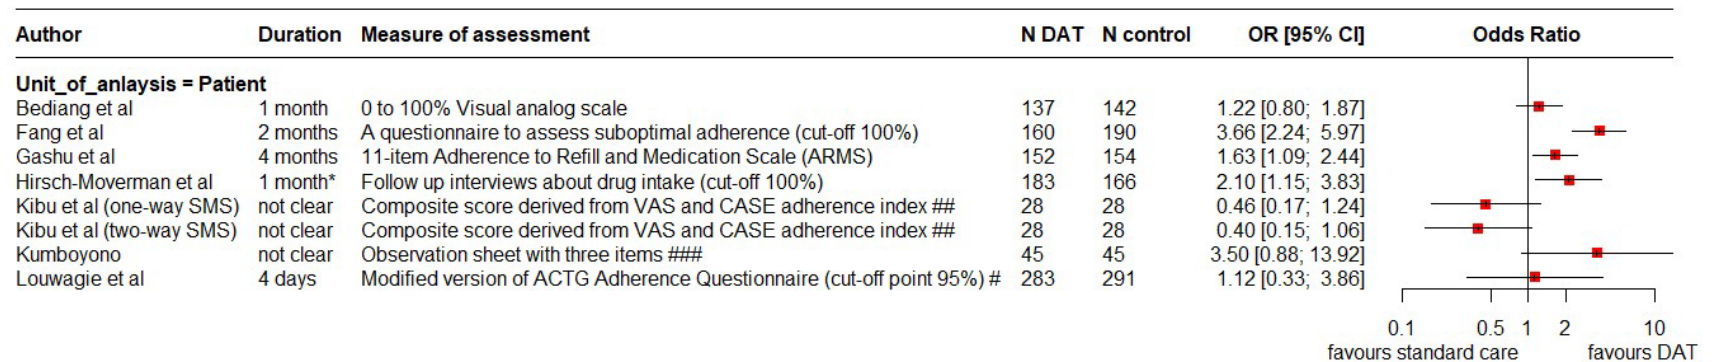 Author Duration Measure of assessment N DAT N control OR [95% CI] Odds Ratio
Unit_of_anlaysis = Patient
Bediang et al 1 month 0 to 100% Visual analog scale 137 142 1.22 [0.80; 1.87]
Fang et al 2 months A questionnaire to assess suboptimal adherence (cut-off 100%) 160 190 3.66 [2.24; 5.97]
Gashu et al 4 months 11-item Adherence to Refill and Medication Scale (ARMS) 152 154 1.63 [1.09; 2.44]
Hirsch-Moverman et al 1 month* Follow up interviews about drug intake (cut-off 100%) 183 166 2.10 [1.15; 3.83]
Kibu et al (one-way SMS) not clear Composite score derived from VAS and CASE adherence index ## 28 28 0.46 [0.17; 1.24]
Kibu et al (two-way SMS) not clear Composite score derived from VAS and CASE adherence index ## 28 28 0.40 [0.15; 1.06]
Kumboyono not clear Observation sheet with three items ### 45 45 3.50 [0.88; 13.92]
Louwagie et al 4 days Modified version of ACTG Adherence Questionnaire (cut-off point 95%) # 283 291 1.12 [0.33; 3.86]
0.1 0.5 1 2 10
favours standard care favours DAT